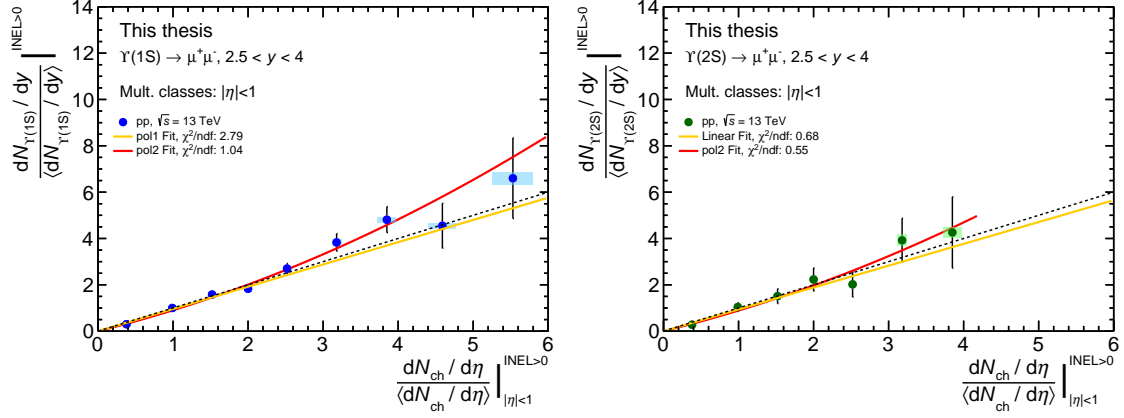 This thesis
ϒ(1S) → μ⁺μ⁻, 2.5 < y < 4
Mult. classes: |η|<1
pp, √s = 13 TeV
pol1 Fit, χ²/ndf: 2.79
pol2 Fit, χ²/ndf: 1.04
dN_ϒ(1S) / dy
⟨dN_ϒ(1S) / dy⟩
INEL>0
14
12
10
8
6
4
2
0
0 1 2 3 4 5 6
dN_ch / dη
⟨dN_ch / dη⟩
INEL>0
|η|<1
This thesis
ϒ(2S) → μ⁺μ⁻, 2.5 < y < 4
Mult. classes: |η|<1
pp, √s = 13 TeV
Linear Fit, χ²/ndf: 0.68
pol2 Fit, χ²/ndf: 0.55
dN_ϒ(2S) / dy
⟨dN_ϒ(2S) / dy⟩
INEL>0
14
12
10
8
6
4
2
0
0 1 2 3 4 5 6
dN_ch / dη
⟨dN_ch / dη⟩
INEL>0
|η|<1